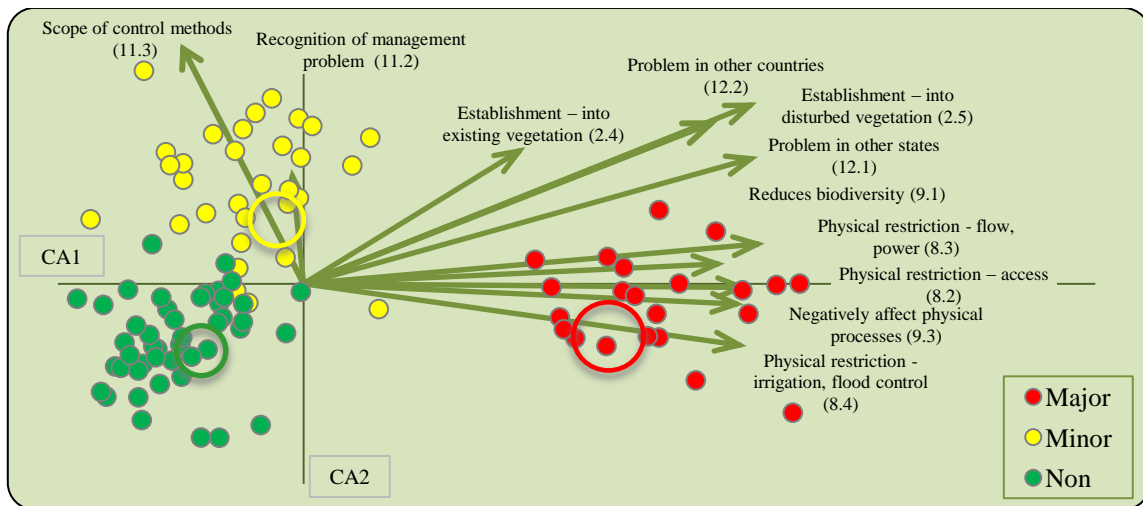 Scope of control methods
(11.3)
Recognition of management
problem (11.2)
Establishment – into
existing vegetation (2.4)
Problem in other countries
(12.2)
Establishment – into
disturbed vegetation (2.5)
Problem in other states
(12.1)
Reduces biodiversity (9.1)
Physical restriction - flow,
power (8.3)
Physical restriction – access
(8.2)
Negatively affect physical
processes (9.3)
Physical restriction -
irrigation, flood control
(8.4)
CA1
CA2
Major
Minor
Non